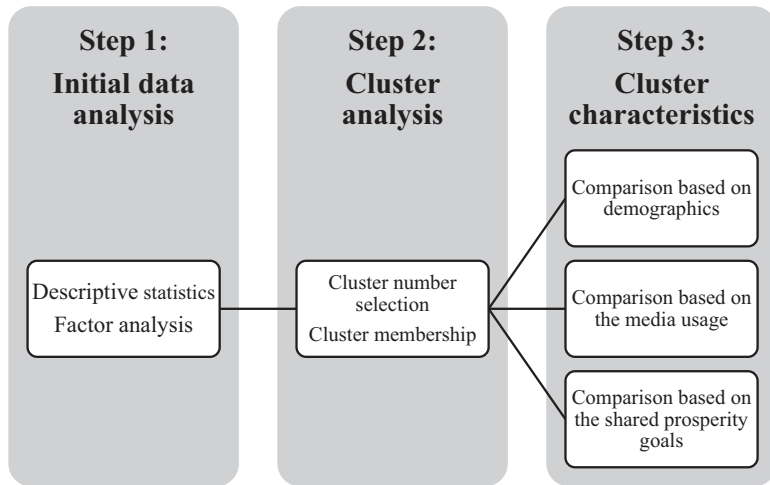 Step 1:
Initial data
analysis
Descriptive statistics
Factor analysis
Step 2:
Cluster
analysis
Cluster number
selection
Cluster membership
Step 3:
Cluster
characteristics
Comparison based on
demographics
Comparison based on
the media usage
Comparison based on
the shared prosperity
goals